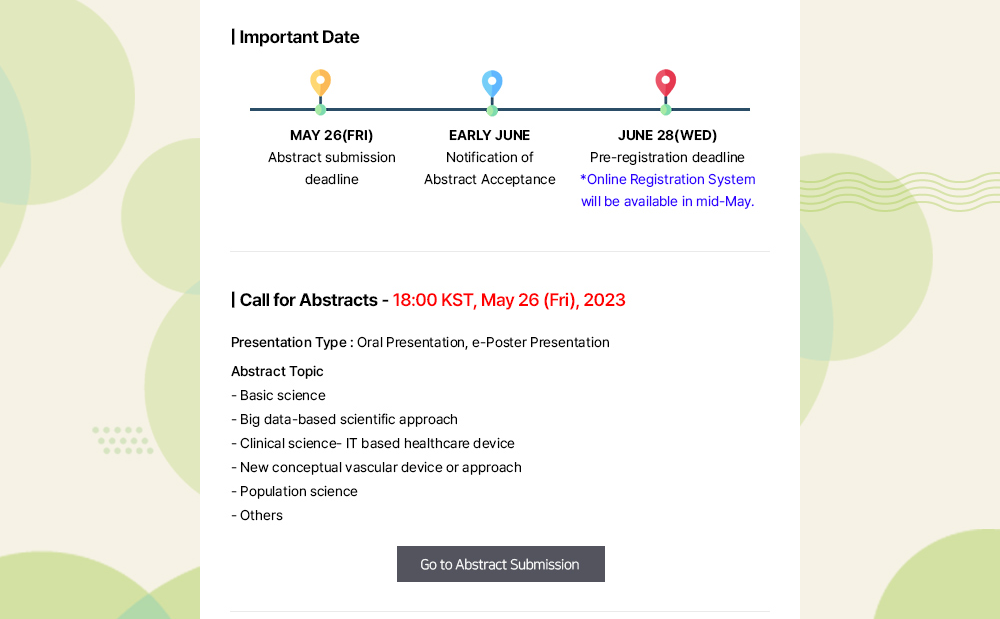 | Important Date
MAY 26(FRI)
Abstract submission
deadline
EARLY JUNE
Notification of
Abstract Acceptance
JUNE 28(WED)
Pre-registration deadline
*Online Registration System
will be available in mid-May.
| Call for Abstracts - 18:00 KST, May 26 (Fri), 2023
Presentation Type : Oral Presentation, e-Poster Presentation
Abstract Topic
- Basic science
- Big data-based scientific approach
- Clinical science- IT based healthcare device
- New conceptual vascular device or approach
- Population science
- Others
Go to Abstract Submission